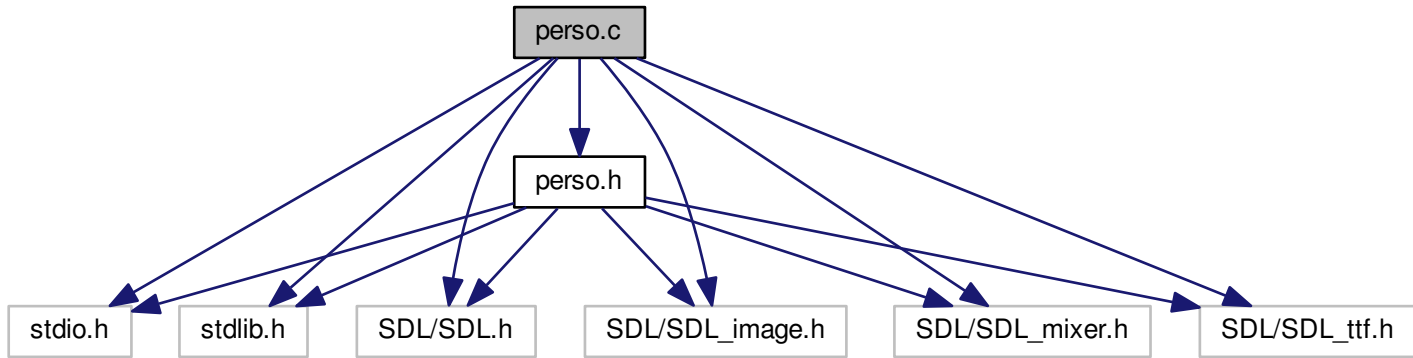 perso.c
perso.h
stdio.h
stdlib.h
SDL/SDL.h
SDL/SDL_image.h
SDL/SDL_mixer.h
SDL/SDL_ttf.h